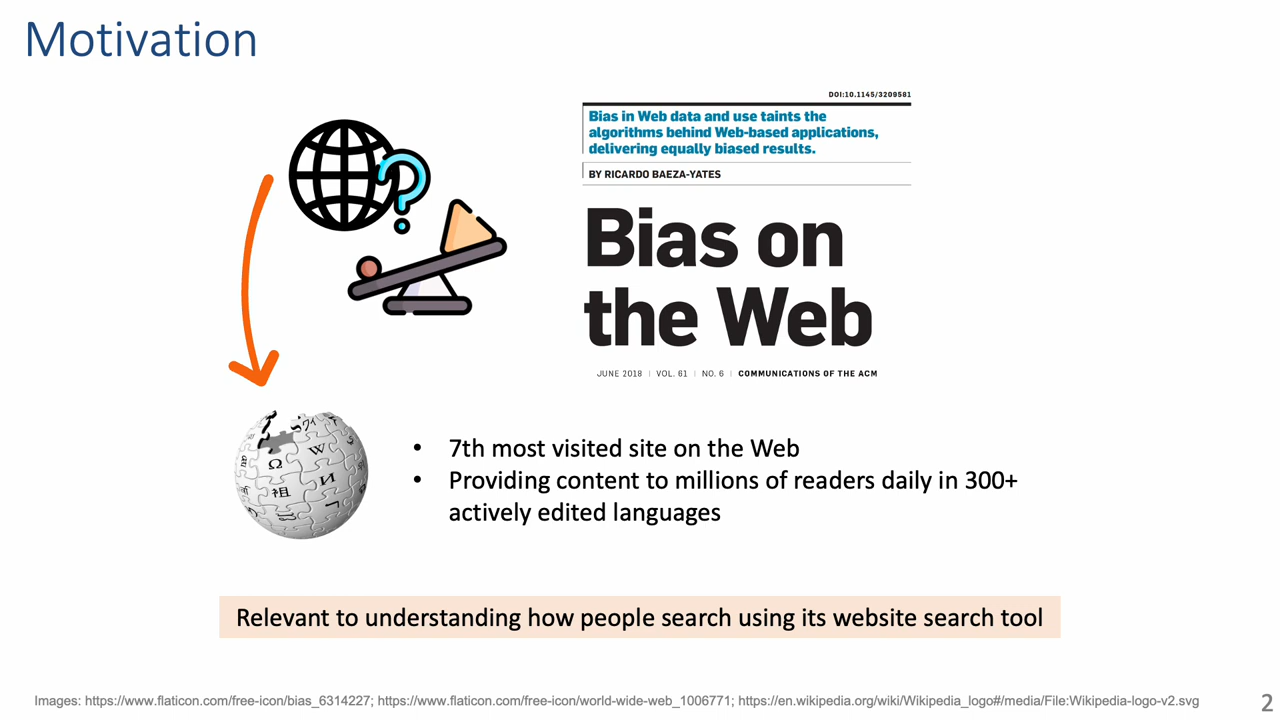 Motivation
DOI:10.1145/3209581
Bias in Web data and use taints the
algorithms behind Web-based applications,
delivering equally biased results.
BY RICARDO BAEZA-YATES
Bias on
the Web
JUNE 2018 | VOL. 61 | NO. 6 | COMMUNICATIONS OF THE ACM
Ω W
祖 И
• 7th most visited site on the Web
• Providing content to millions of readers daily in 300+
actively edited languages
Relevant to understanding how people search using its website search tool
Images: https://www.flaticon.com/free-icon/bias_6314227; https://www.flaticon.com/free-icon/world-wide-web_1006771; https://en.wikipedia.org/wiki/Wikipedia_logo#/media/File:Wikipedia-logo-v2.svg
2